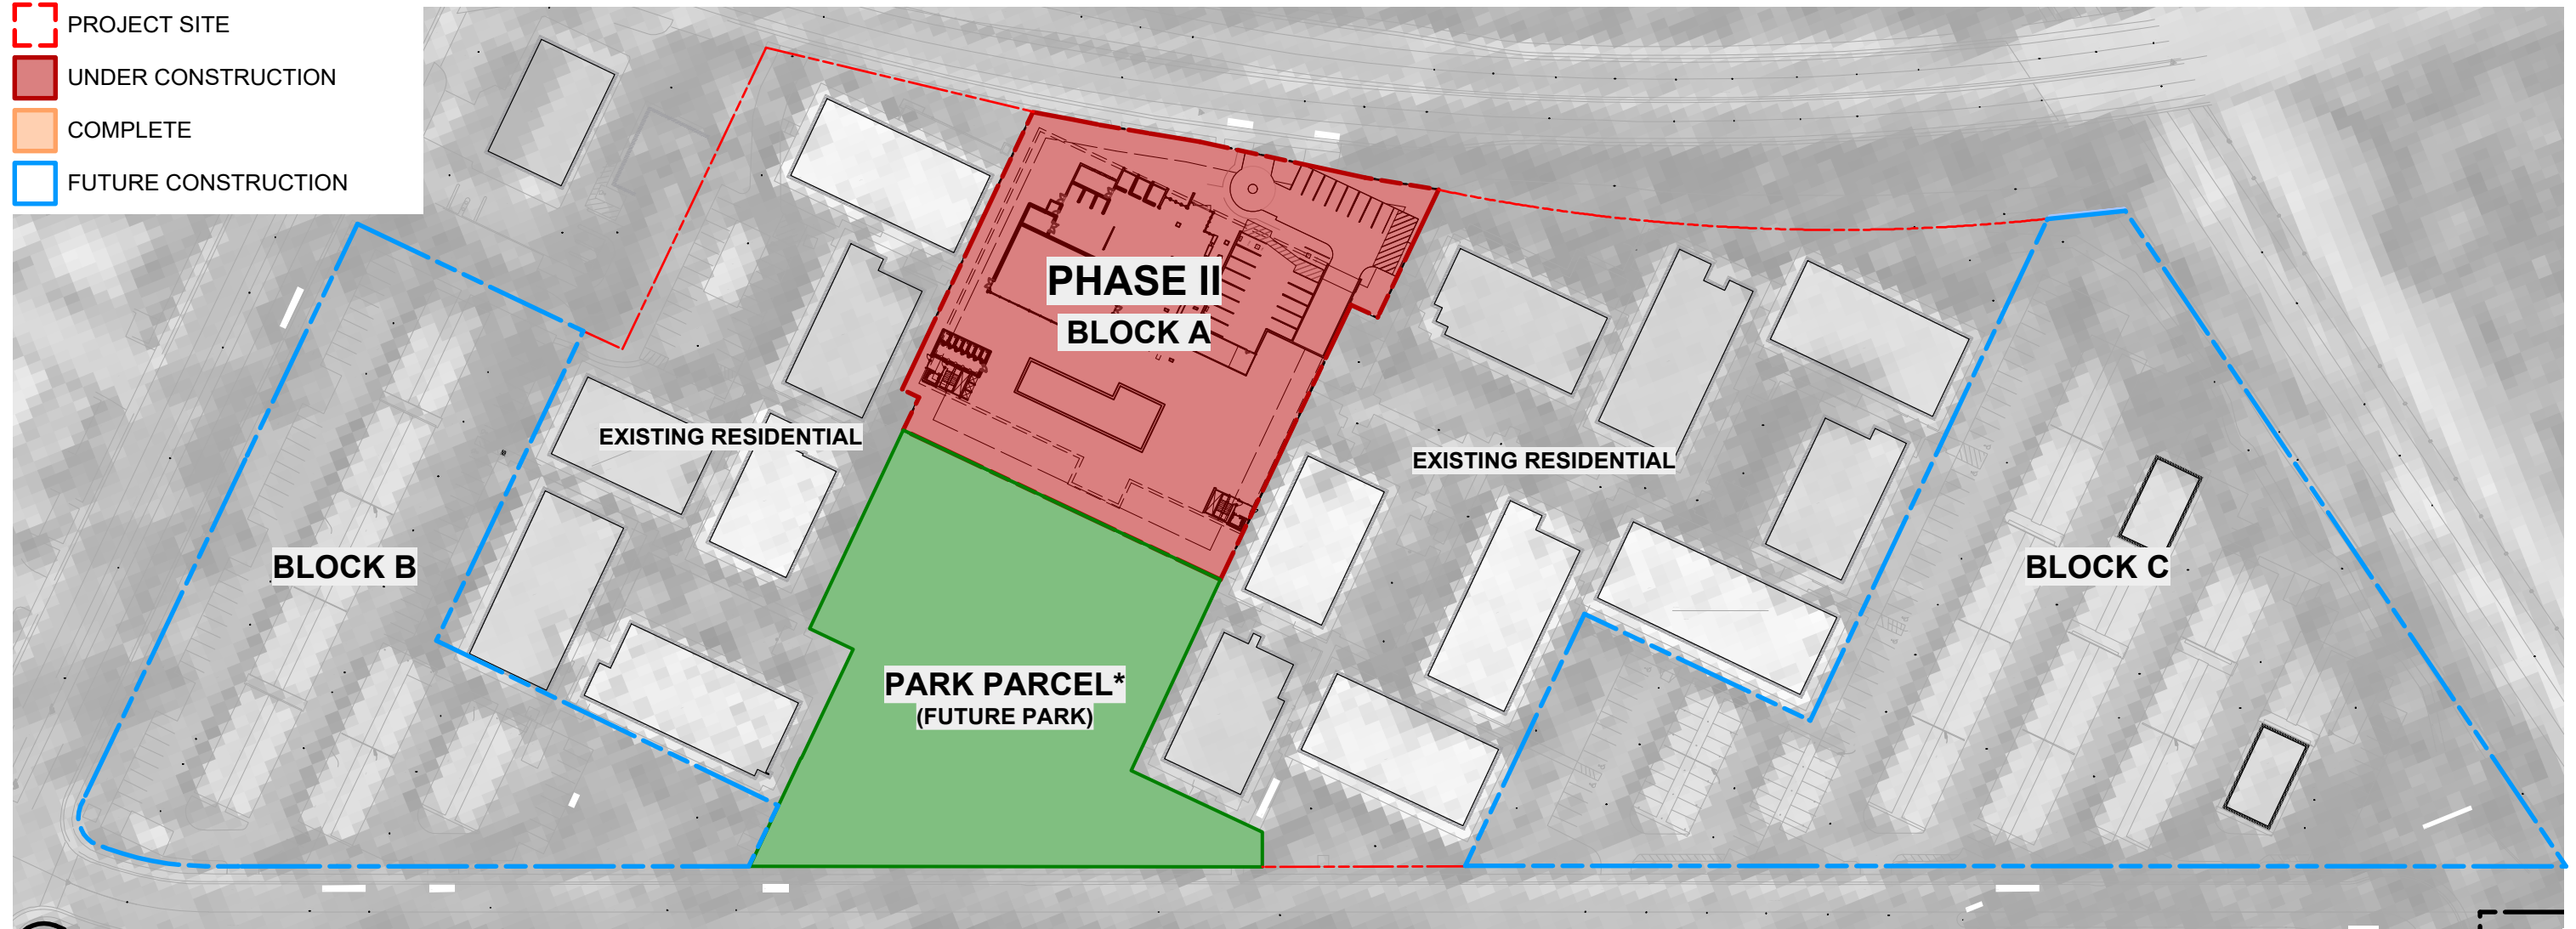 PROJECT SITE
UNDER CONSTRUCTION
COMPLETE
FUTURE CONSTRUCTION
PHASE II
BLOCK A
EXISTING RESIDENTIAL
EXISTING RESIDENTIAL
BLOCK B
BLOCK C
PARK PARCEL*
(FUTURE PARK)